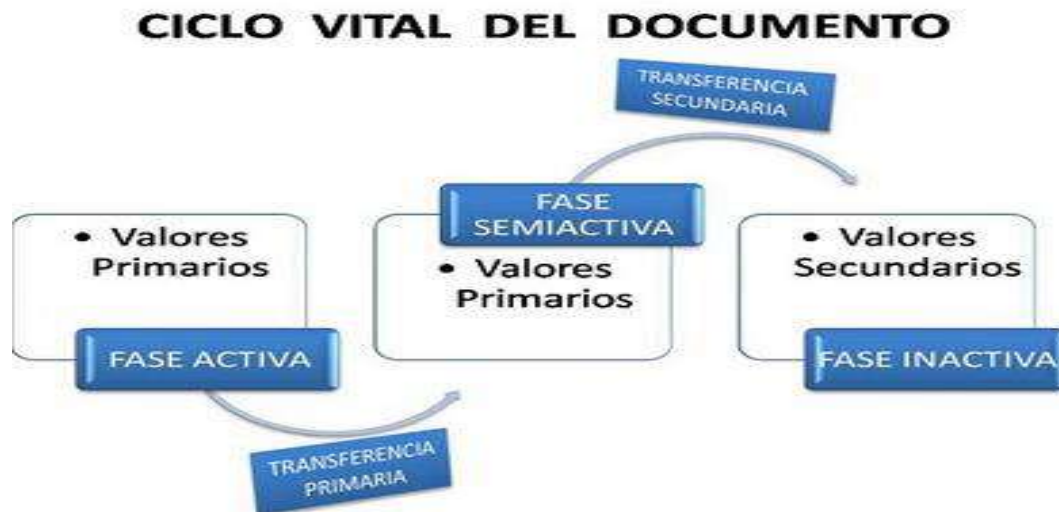 CICLO VITAL DEL DOCUMENTO
TRANSFERENCIA
SECUNDARIA
• Valores
Primarios
FASE ACTIVA
TRANSFERENCIA
PRIMARIA
FASE
SEMIACTIVA
• Valores
Primarios
• Valores
Secundarios
FASE INACTIVA